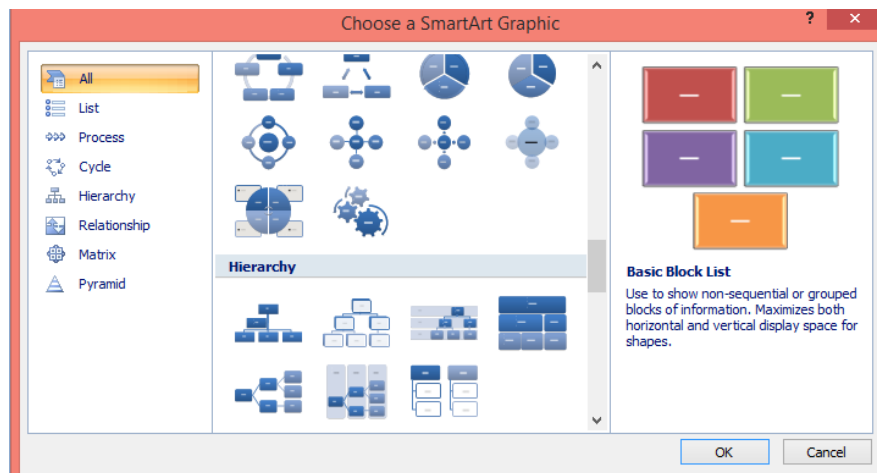 Choose a SmartArt Graphic
?
All
List
Process
Cycle
Hierarchy
Relationship
Matrix
Pyramid
Hierarchy
Basic Block List
Use to show non-sequential or grouped
blocks of information. Maximizes both
horizontal and vertical display space for
shapes.
OK
Cancel